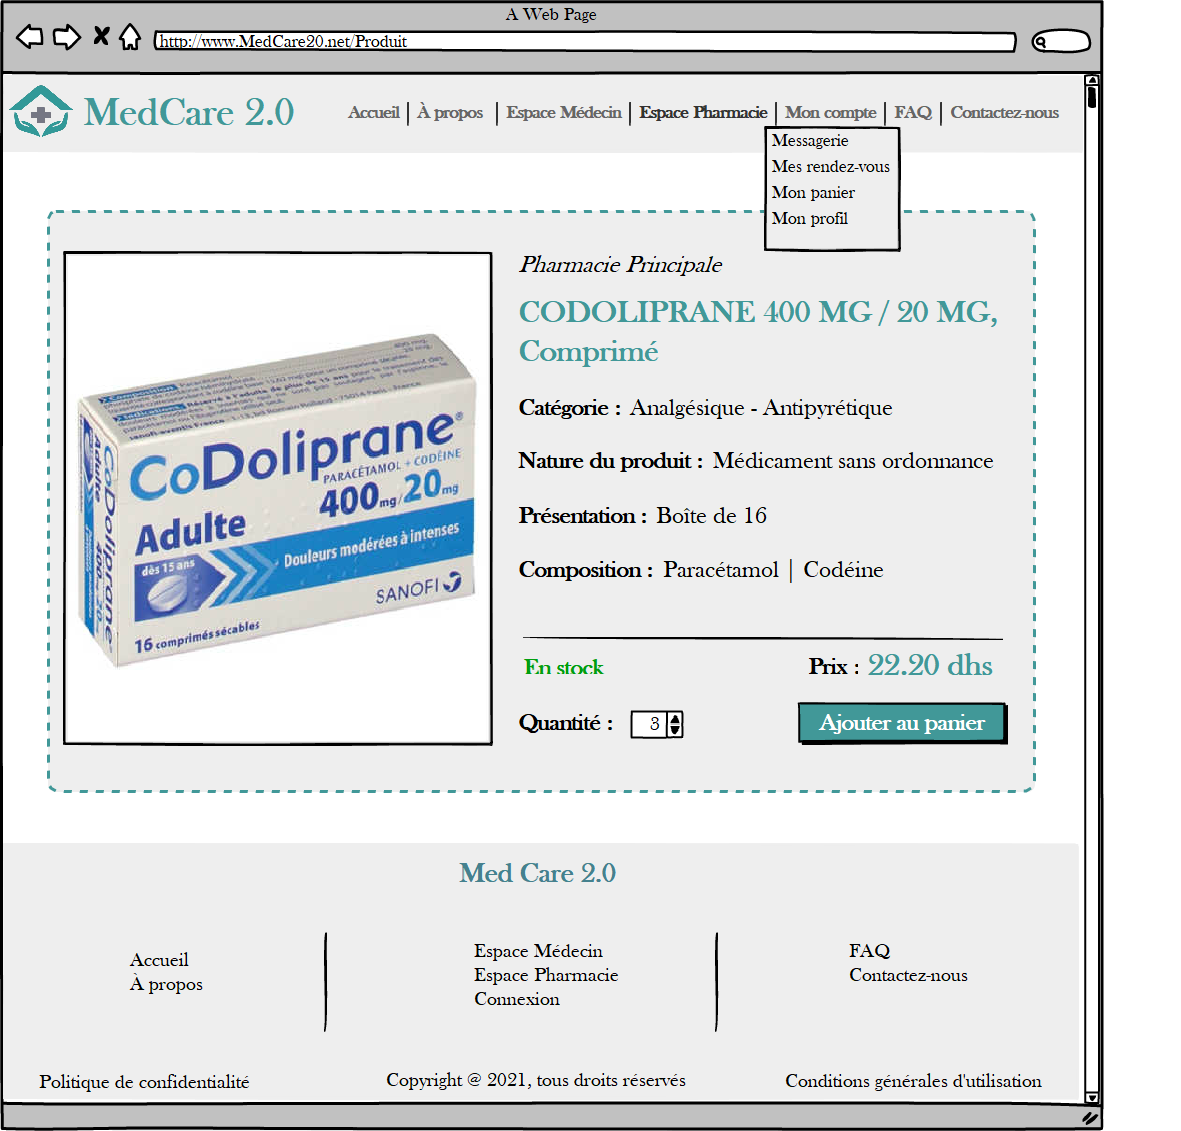 A Web Page
http://www.MedCare20.net/Produit
MedCare 2.0
Accueil
À propos
Espace Médecin
Espace Pharmacie
Mon compte
FAQ
Contactez-nous
Messagerie
Mes rendez-vous
Mon panier
Mon profil
Pharmacie Principale
CODOLIPRANE 400 MG / 20 MG,
Comprimé
Catégorie : Analgésique - Antipyrétique
Nature du produit : Médicament sans ordonnance
Présentation : Boîte de 16
Composition : Paracétamol | Codéine
En stock
Prix : 22.20 dhs
Quantité : 3
Ajouter au panier
CoDoliprane®
PARACÉTAMOL + CODÉINE
400mg/20mg
Adulte
dès 15 ans
Douleurs modérées à intenses
SANOFI
16 comprimés sécables
CoDoliprane
Med Care 2.0
Accueil
À propos
Espace Médecin
Espace Pharmacie
Connexion
FAQ
Contactez-nous
Politique de confidentialité
Copyright @ 2021, tous droits réservés
Conditions générales d'utilisation